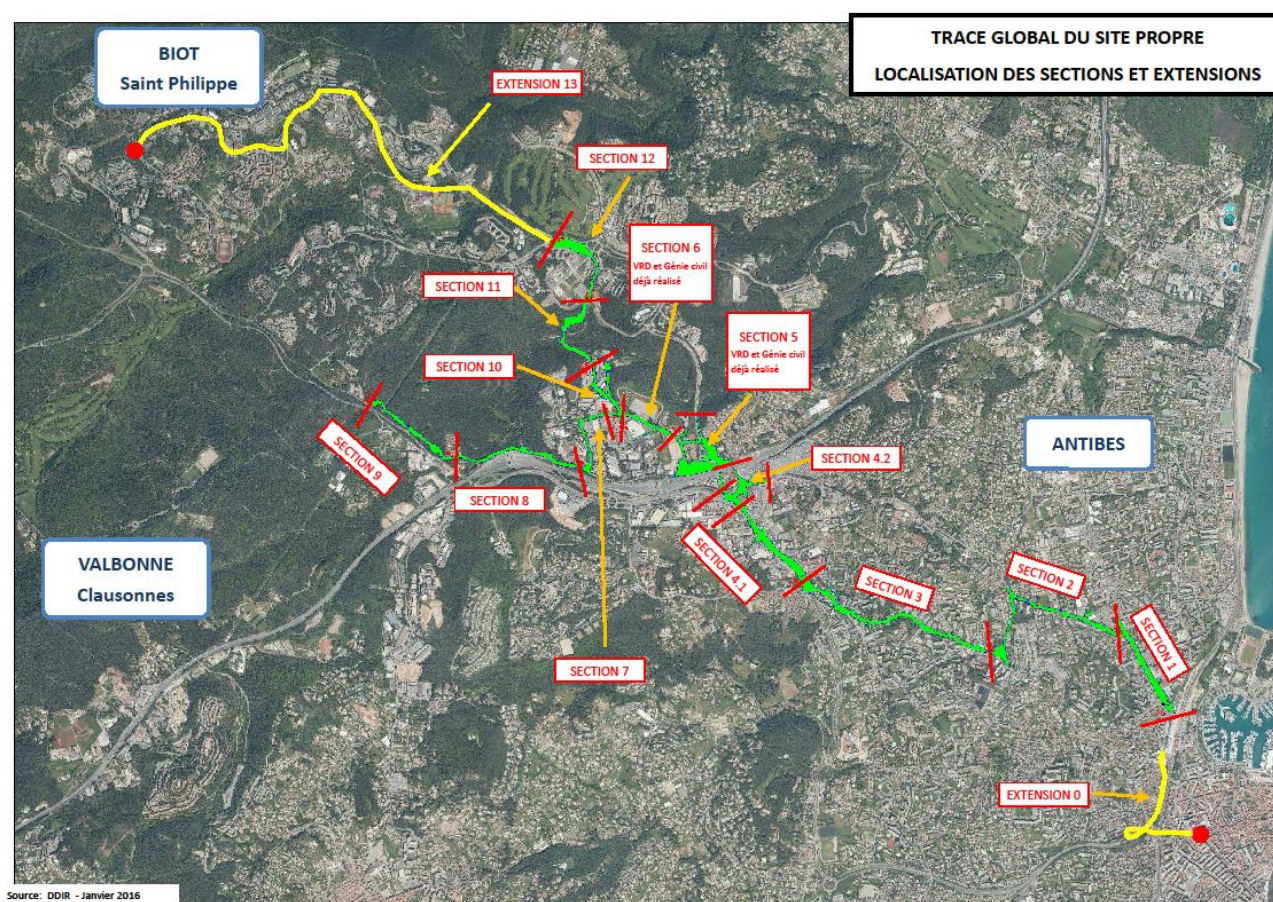 TRACE GLOBAL DU SITE PROPRE
LOCALISATION DES SECTIONS ET EXTENSIONS
BIOT
Saint Philippe
EXTENSION 13
SECTION 12
SECTION 6
VRD et Génie civil
déjà réalisé
SECTION 11
SECTION 5
VRD et Génie civil
déjà réalisé
SECTION 10
ANTIBES
SECTION 9
SECTION 4.2
SECTION 8
SECTION 4.1
VALBONNE
Clausonnes
SECTION 3
SECTION 2
SECTION 1
SECTION 7
EXTENSION 0
Source: DDIR - Janvier 2016